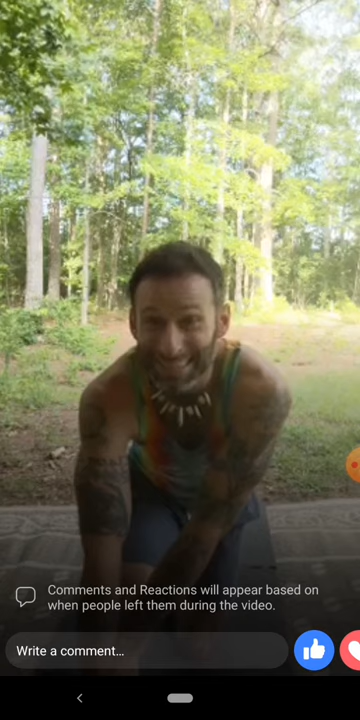 Comments and Reactions will appear based on
when people left them during the video.
Write a comment…